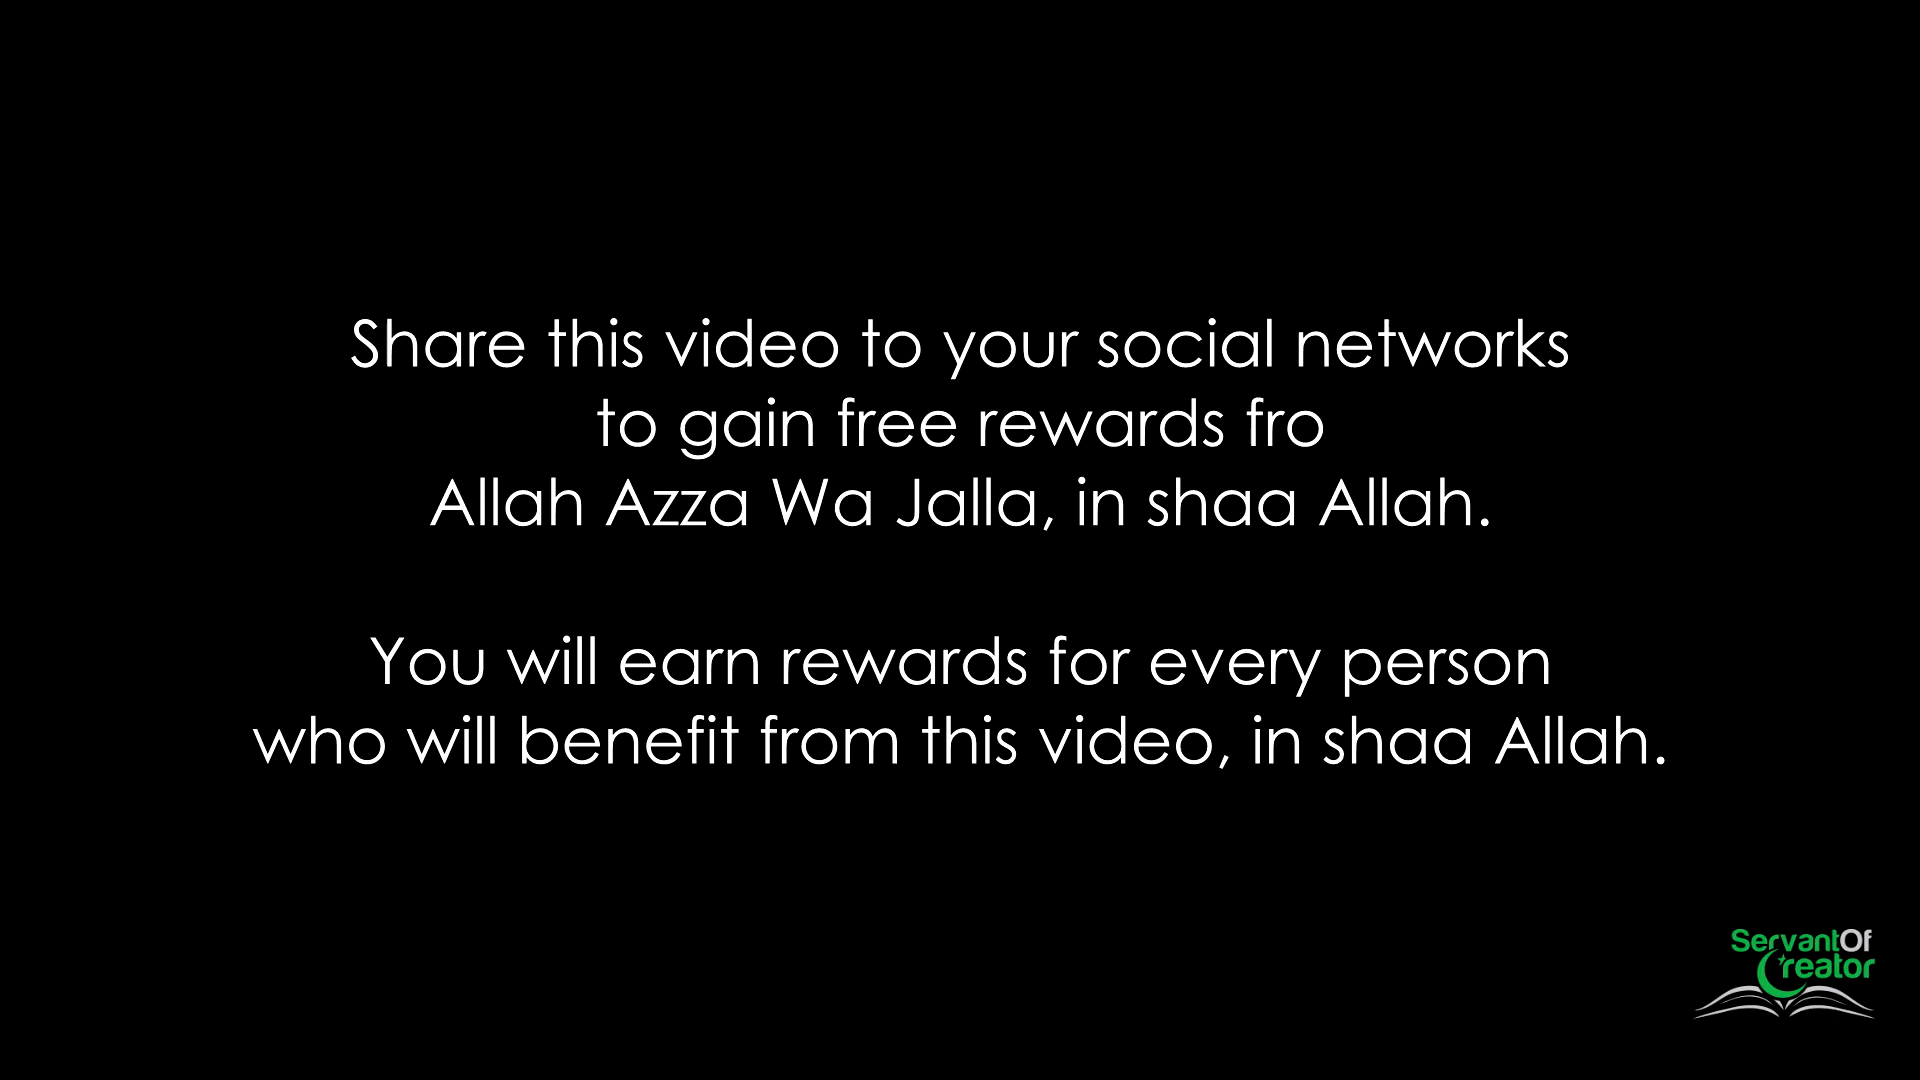 Share this video to your social networks
to gain free rewards fro
Allah Azza Wa Jalla, in shaa Allah.
You will earn rewards for every person
who will benefit from this video, in shaa Allah.
ServantOf
Creator